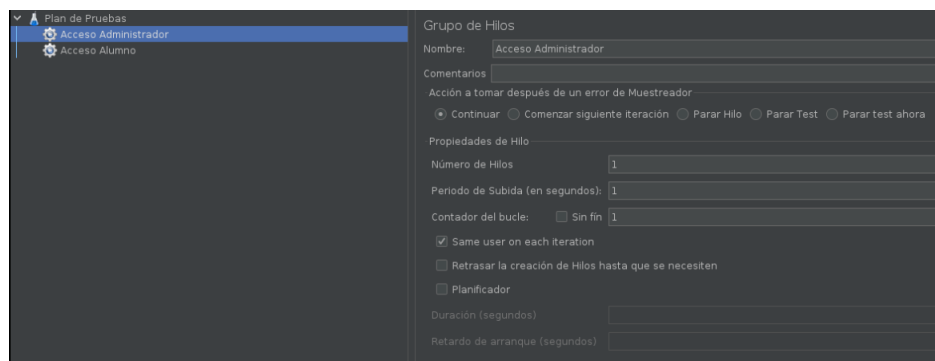 Plan de Pruebas
Acceso Administrador
Acceso Alumno
Grupo de Hilos
Nombre: Acceso Administrador
Comentarios
Acción a tomar después de un error de Muestreador
Continuar Comenzar siguiente iteración Parar Hilo Parar Test Parar test ahora
Propiedades de Hilo
Número de Hilos 1
Periodo de Subida (en segundos): 1
Contador del bucle: Sin fín 1
Same user on each iteration
Retrasar la creación de Hilos hasta que se necesiten
Planificador
Duración (segundos)
Retardo de arranque (segundos)